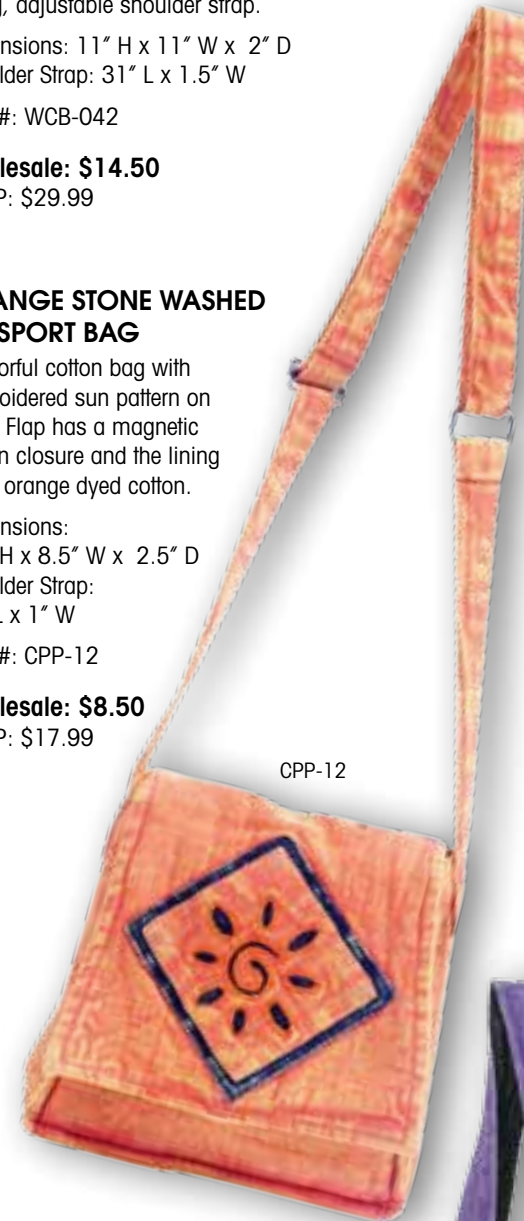 , adjustable shoulder strap.
nsions: 11″ H x 11″ W x 2″ D
lder Strap: 31″ L x 1.5″ W
#: WCB-042
lesale: $14.50
P: $29.99
ANGE STONE WASHED
SPORT BAG
orful cotton bag with
oidered sun pattern on
Flap has a magnetic
n closure and the lining
orange dyed cotton.
nsions:
H x 8.5″ W x 2.5″ D
lder Strap:
L x 1″ W
#: CPP-12
lesale: $8.50
P: $17.99
CPP-12